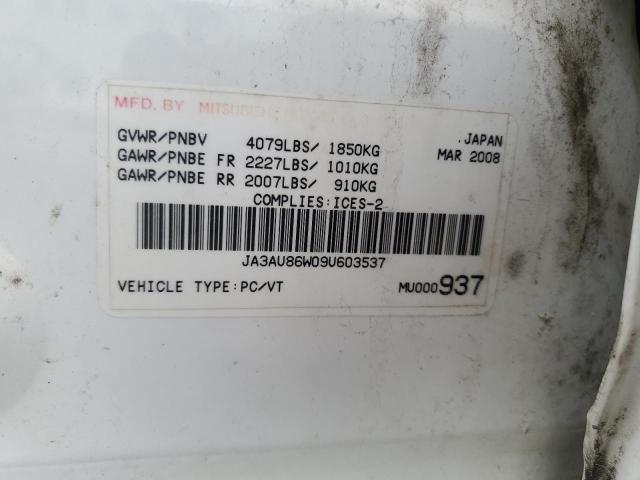 MFD. BY MITSUBISHI
GVWR/PNBV 4079LBS/ 1850KG
JAPAN
GAWR/PNBE FR 2227LBS/ 1010KG
MAR 2008
GAWR/PNBE RR 2007LBS/ 910KG
COMPLIES:ICES-2
JA3AU86W09U603537
VEHICLE TYPE:PC/VT
MU000937